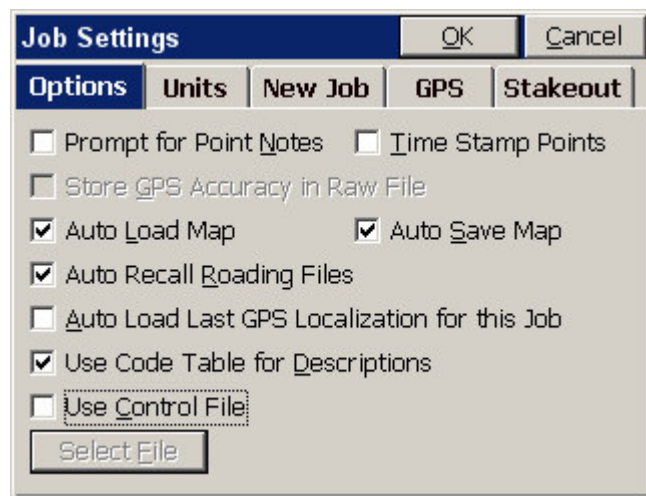 Job Settings OK Cancel
Options Units New Job GPS Stakeout
Prompt for Point Notes Time Stamp Points
Store GPS Accuracy in Raw File
Auto Load Map Auto Save Map
Auto Recall Roading Files
Auto Load Last GPS Localization for this Job
Use Code Table for Descriptions
Use Control File
Select File